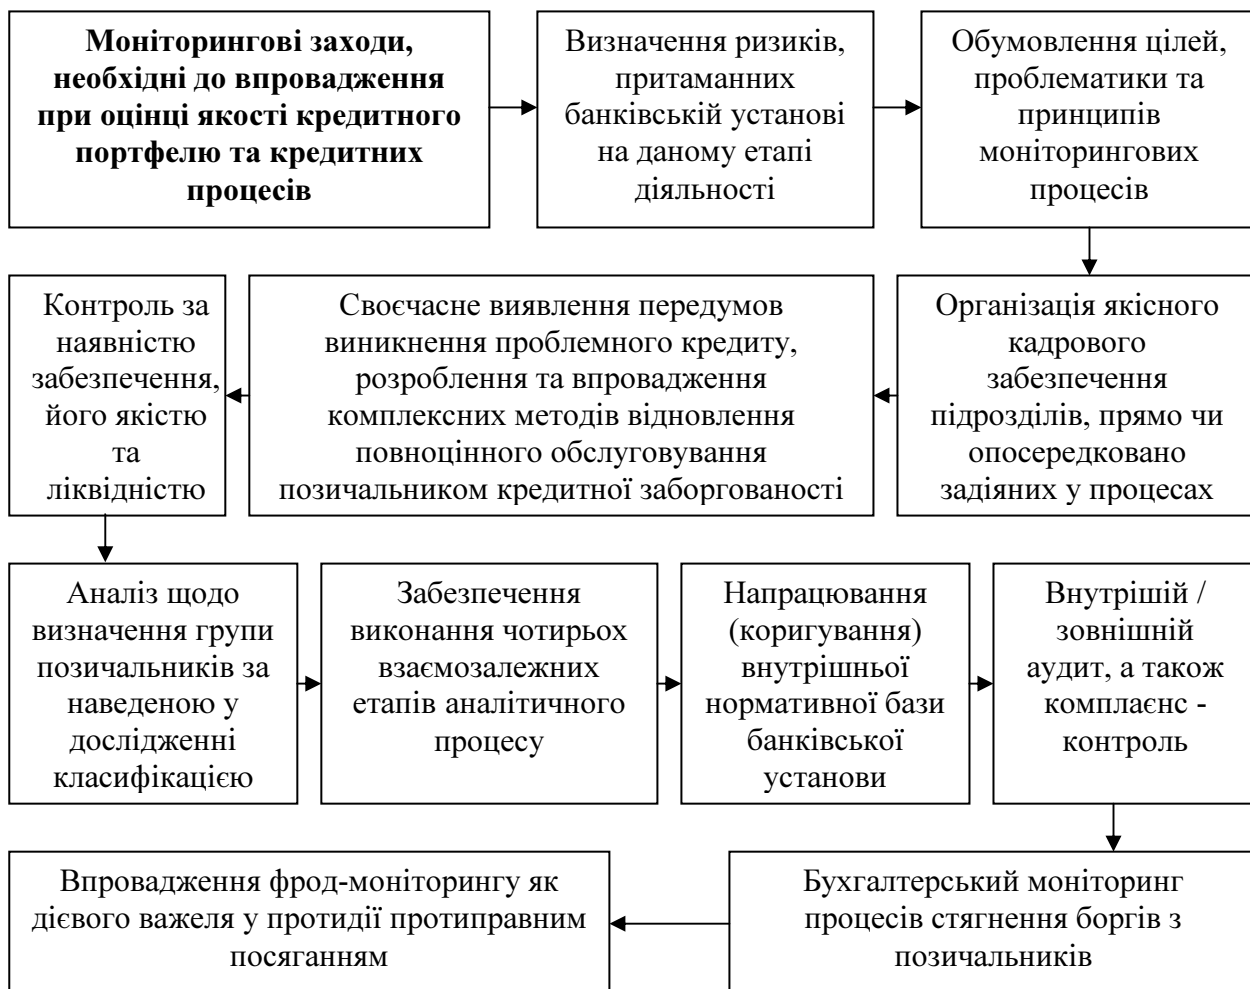 Моніторингові заходи,
необхідні до впровадження
при оцінці якості кредитного
портфелю та кредитних
процесів
Визначення ризиків,
притаманних
банківській установі
на даному етапі
діяльності
Обумовлення цілей,
проблематики та
принципів
моніторингових
процесів
Організація якісного
кадрового
забезпечення
підрозділів, прямо чи
опосередковано
задіяних у процесах
Своєчасне виявлення передумов
виникнення проблемного кредиту,
розроблення та впровадження
комплексних методів відновлення
повноцінного обслуговування
позичальником кредитної заборгованості
Контроль за
наявністю
забезпечення,
його якістю
та
ліквідністю
Аналіз щодо
визначення групи
позичальників за
наведеною у
дослідженні
класифікацією
Забезпечення
виконання чотирьох
взаємозалежних
етапів аналітичного
процесу
Напрацювання
(коригування)
внутрішньої
нормативної бази
банківської
установи
Внутрішій /
зовнішній
аудит, а також
комплаєнс -
контроль
Бухгалтерський моніторинг
процесів стягнення боргів з
позичальників
Впровадження фрод-моніторингу як
дієвого важеля у протидії протиправним
посяганням